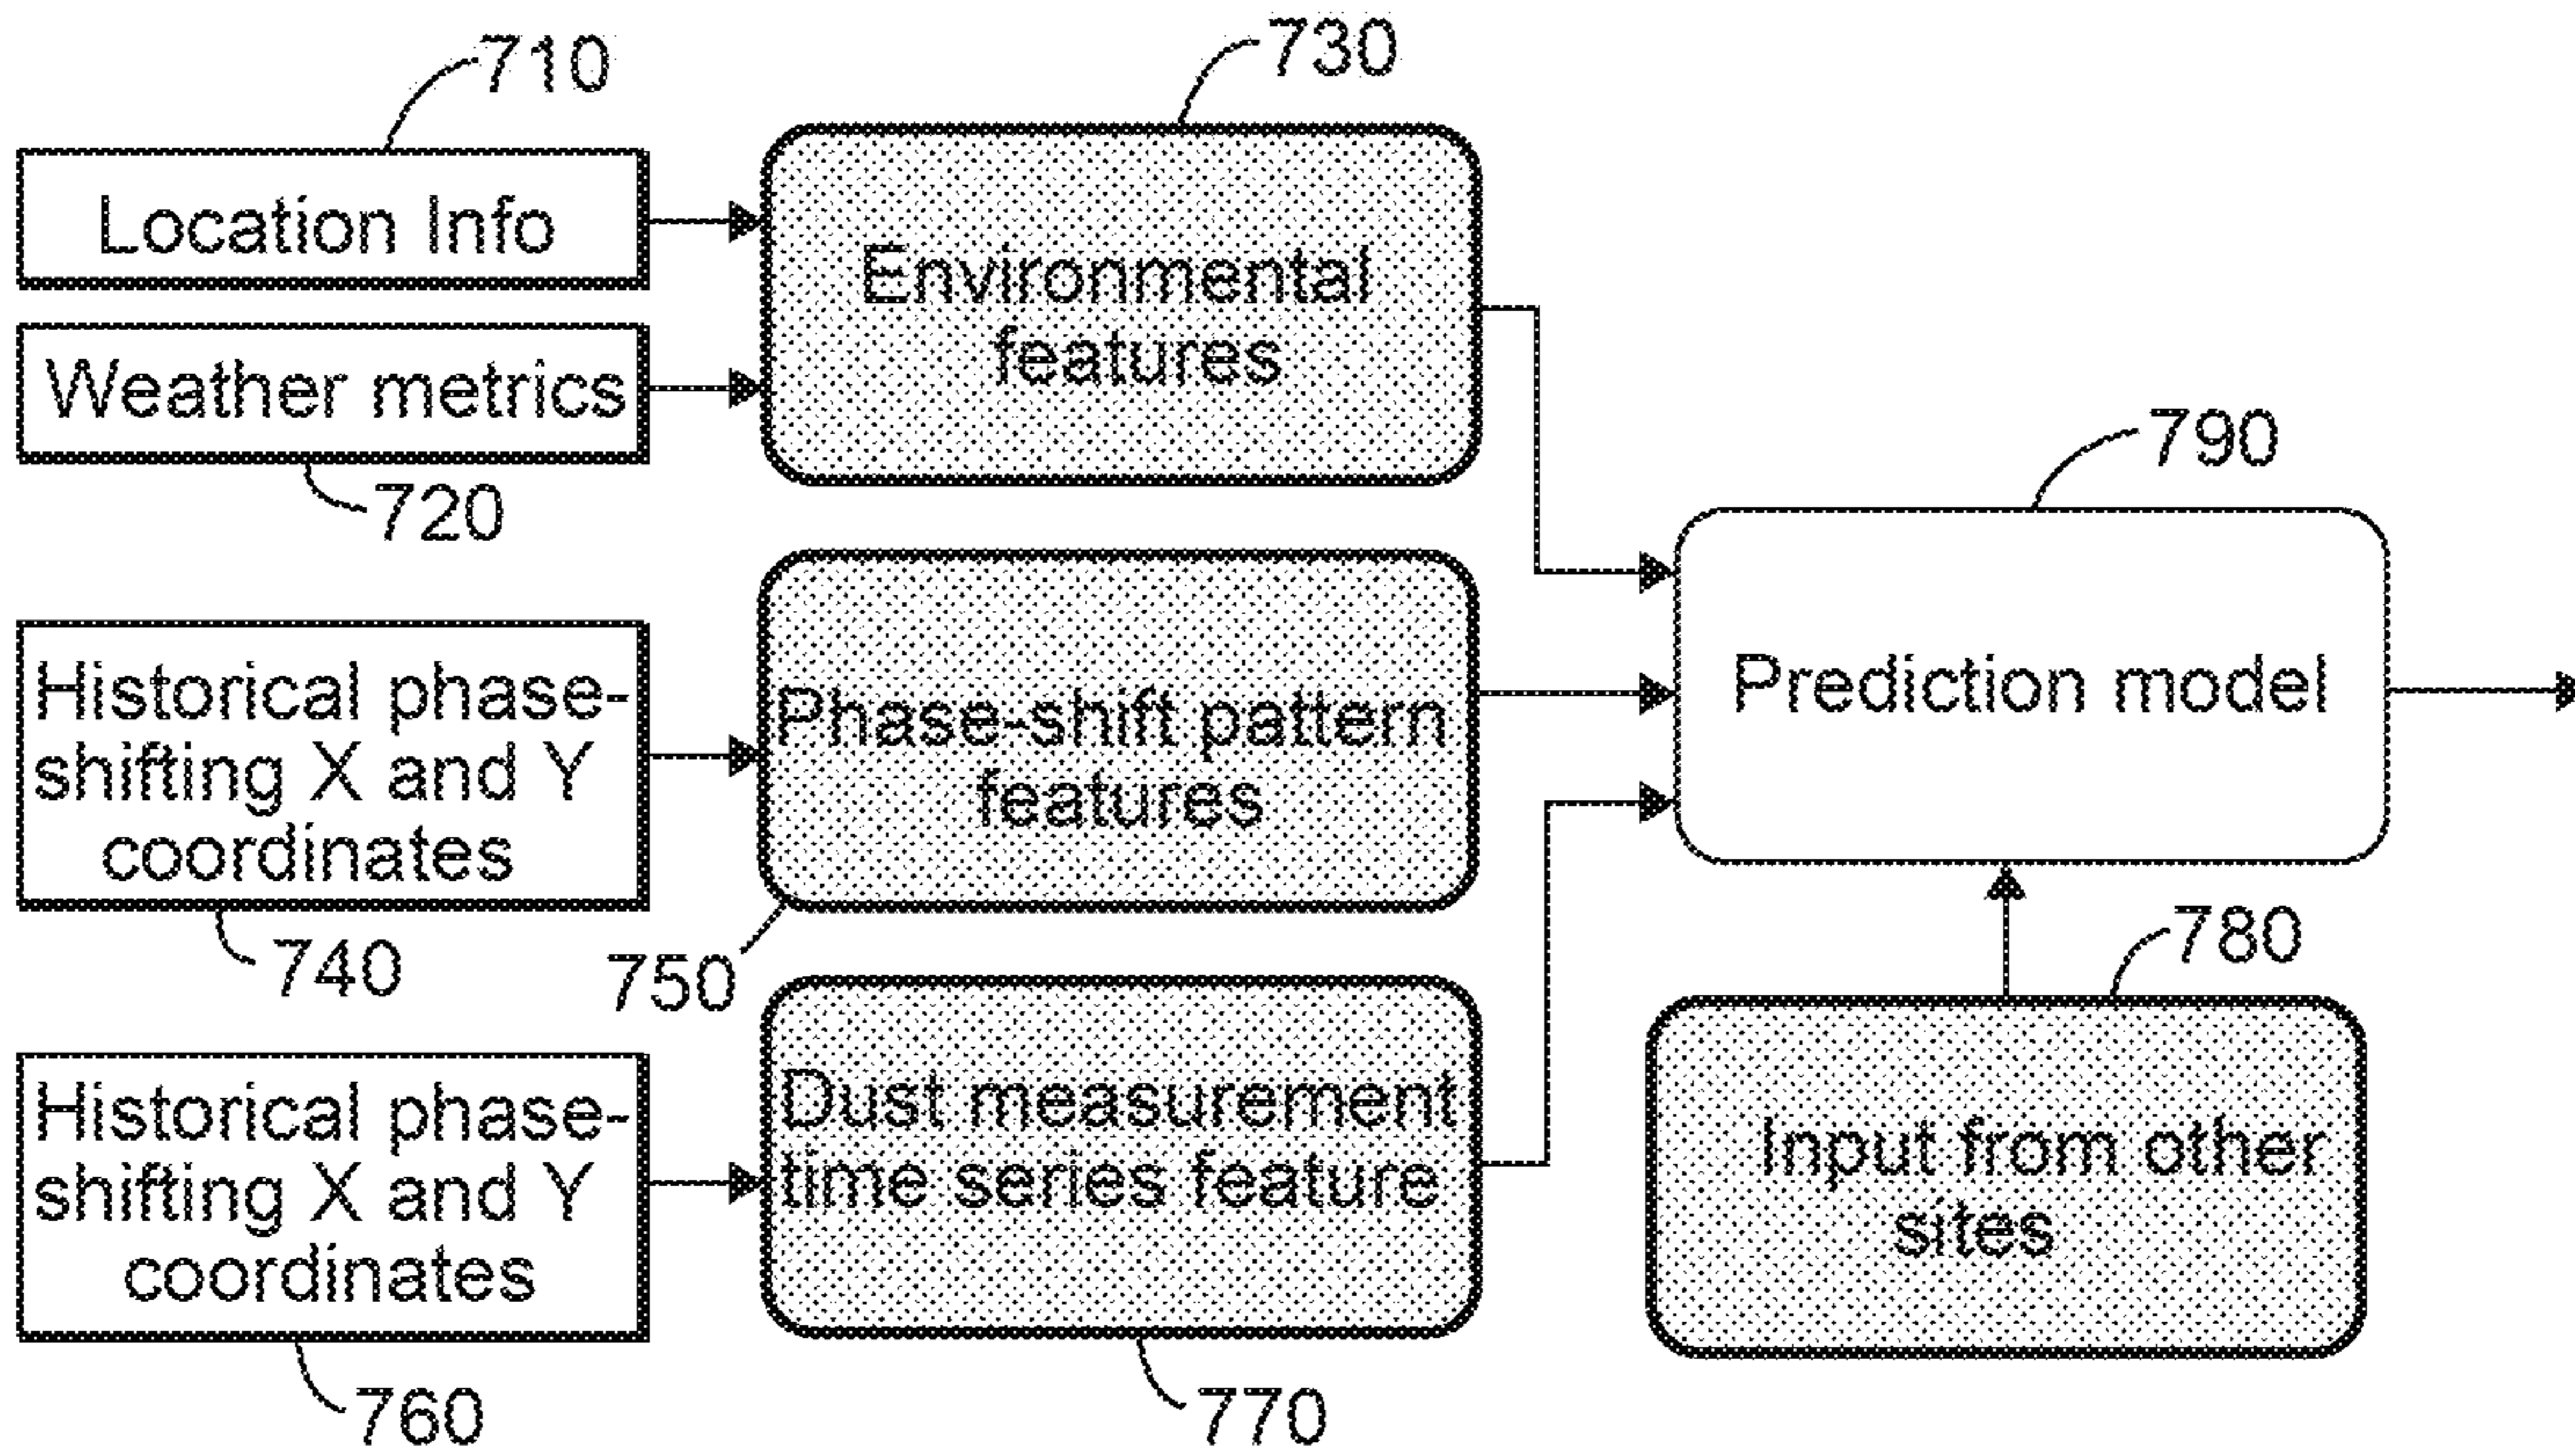 710
730
Location Info
Environmental
features
Weather metrics
720
790
Historical phase-
shifting X and Y
coordinates
740
Phase-shift pattern
features
750
Prediction model
780
Historical phase-
shifting X and Y
coordinates
760
Dust measurement
time series feature
770
Input from other
sites